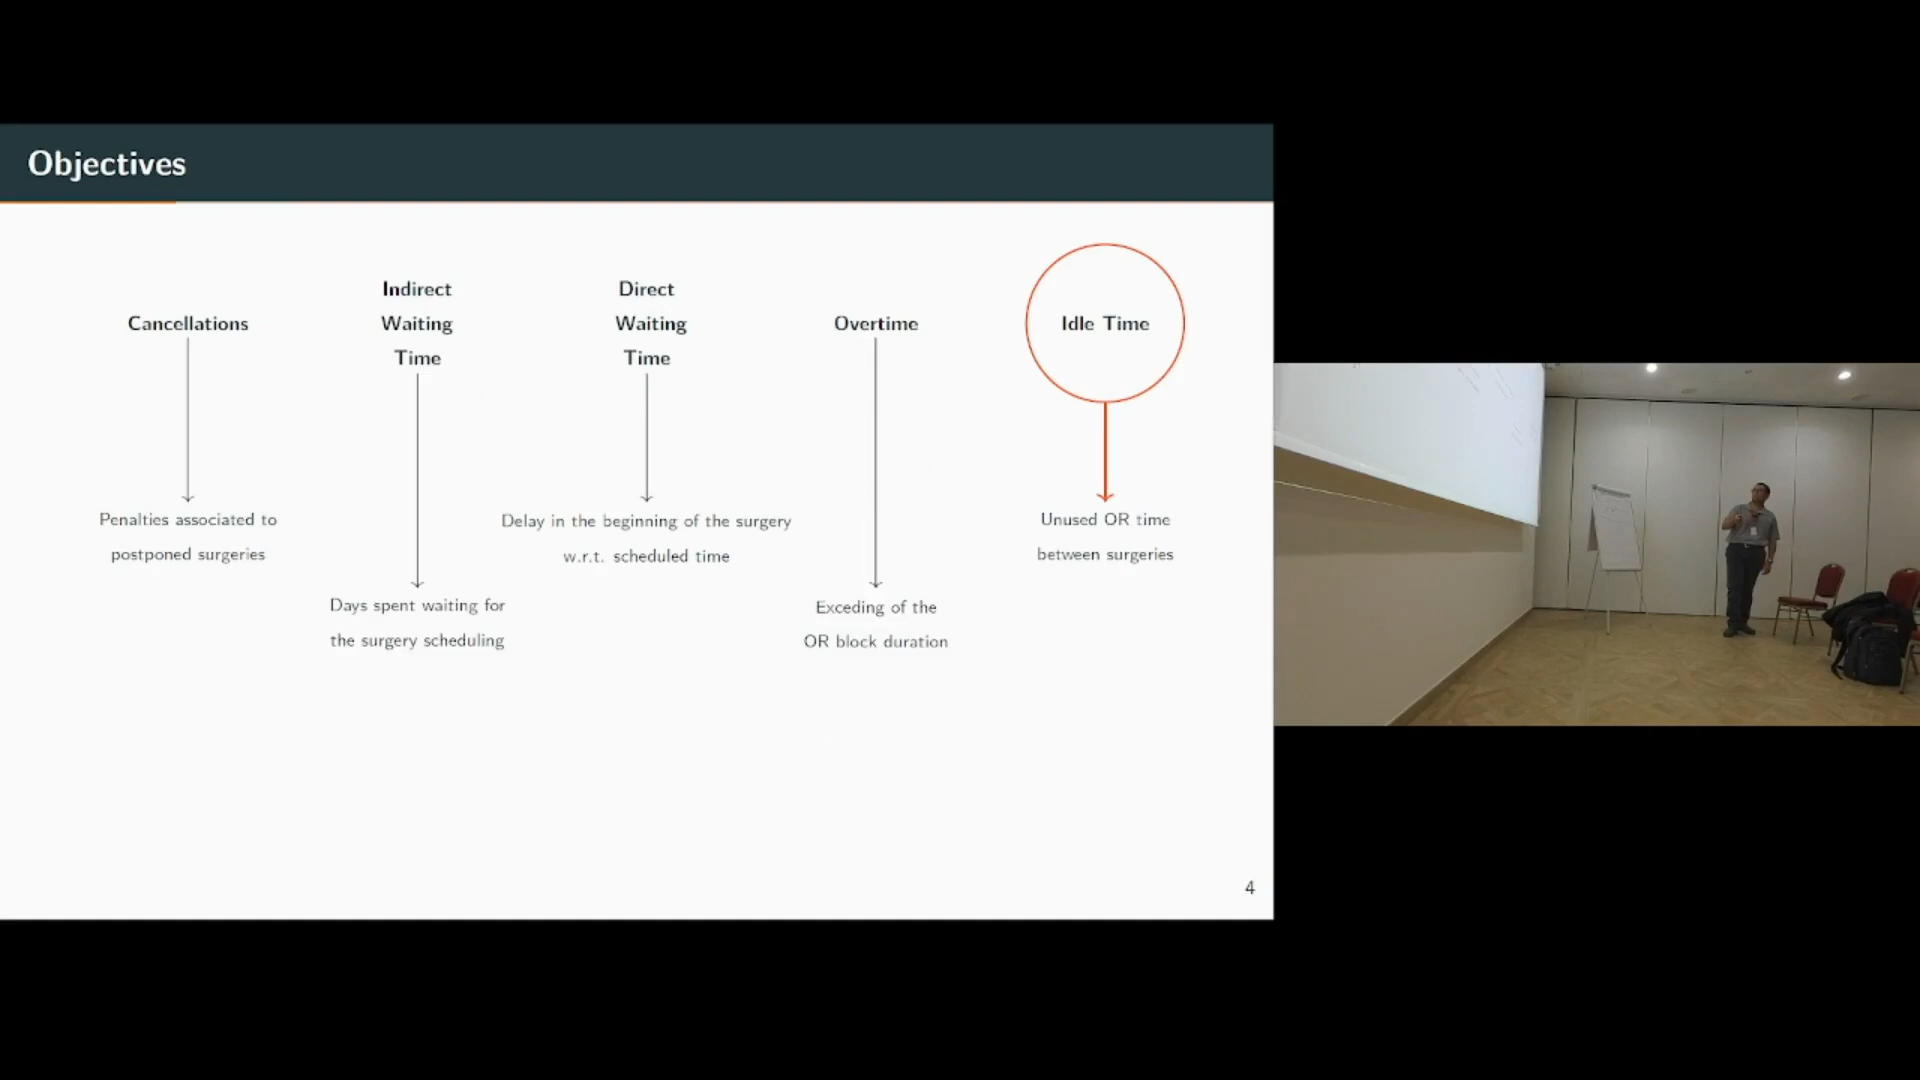 Objectives
Cancellations
Indirect
Waiting
Time
Direct
Waiting
Time
Overtime
Idle Time
Penalties associated to
postponed surgeries
Days spent waiting for
the surgery scheduling
Delay in the beginning of the surgery
w.r.t. scheduled time
Exceding of the
OR block duration
Unused OR time
between surgeries
4